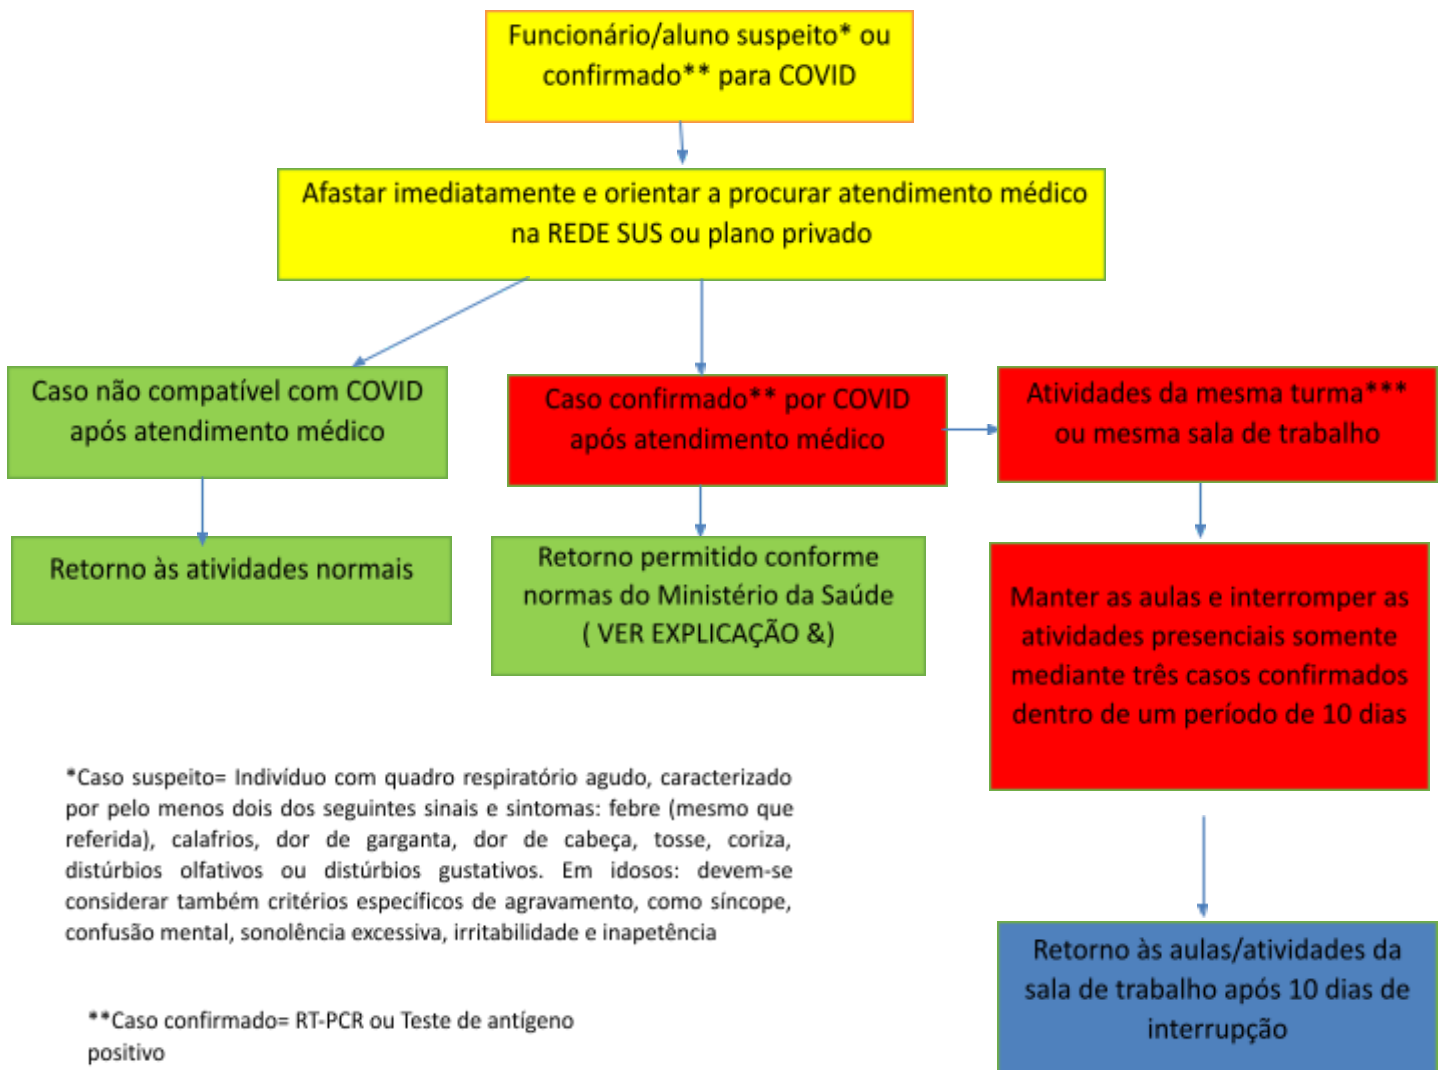 Funcionário/aluno suspeito* ou
confirmado** para COVID
Afastar imediatamente e orientar a procurar atendimento médico
na REDE SUS ou plano privado
Caso não compatível com COVID
após atendimento médico
Caso confirmado** por COVID
após atendimento médico
Atividades da mesma turma***
ou mesma sala de trabalho
Retorno às atividades normais
Retorno permitido conforme
normas do Ministério da Saúde
( VER EXPLICAÇÃO &)
Manter as aulas e interromper as
atividades presenciais somente
mediante três casos confirmados
dentro de um período de 10 dias
*Caso suspeito= Indivíduo com quadro respiratório agudo, caracterizado
por pelo menos dois dos seguintes sinais e sintomas: febre (mesmo que
referida), calafrios, dor de garganta, dor de cabeça, tosse, coriza,
distúrbios olfativos ou distúrbios gustativos. Em idosos: devem-se
considerar também critérios específicos de agravamento, como síncope,
confusão mental, sonolência excessiva, irritabilidade e inapetência
Retorno às aulas/atividades da
sala de trabalho após 10 dias de
interrupção
**Caso confirmado= RT-PCR ou Teste de antígeno
positivo